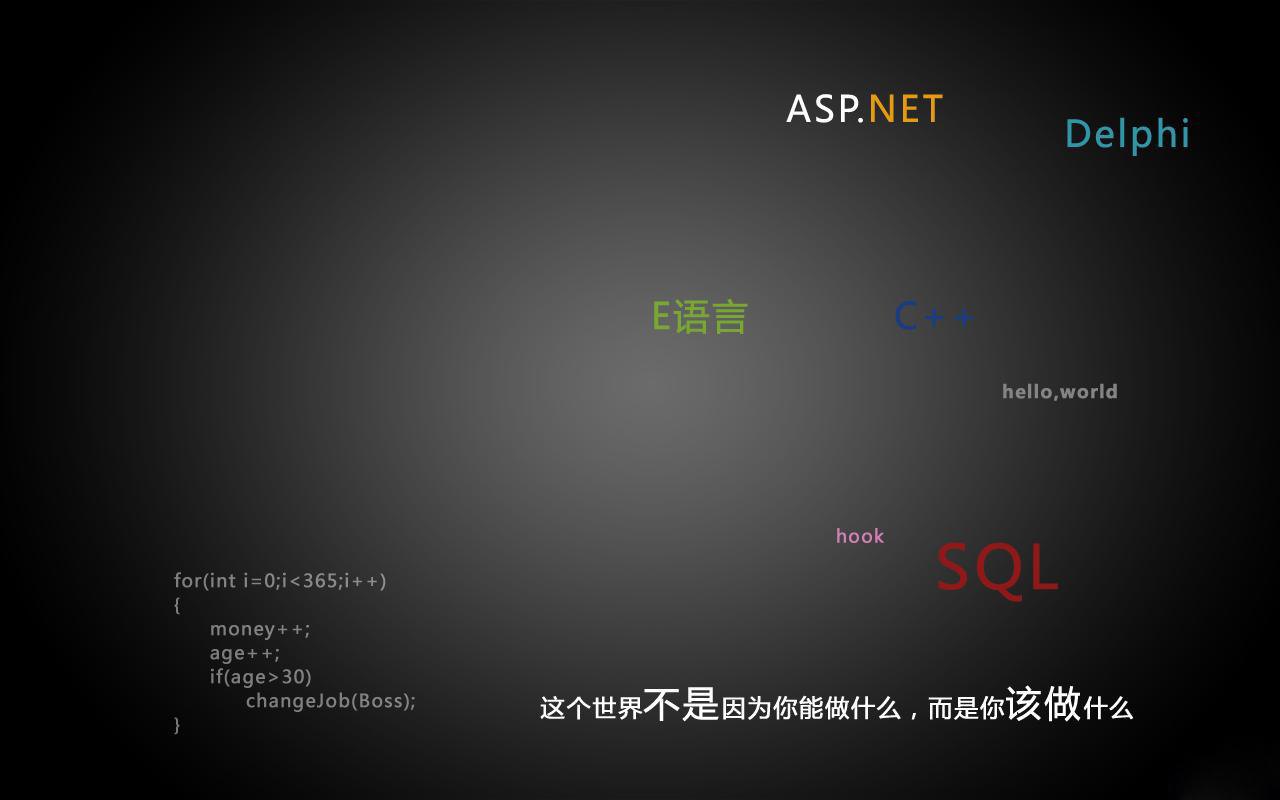 ASP.NET
Delphi
E语言
C++
hello,world
hook
SQL
for(int i=0;i<365;i++)
{
money++;
age++;
if(age>30)
changeJob(Boss);
}
这个世界不是因为你能做什么，而是你该做什么